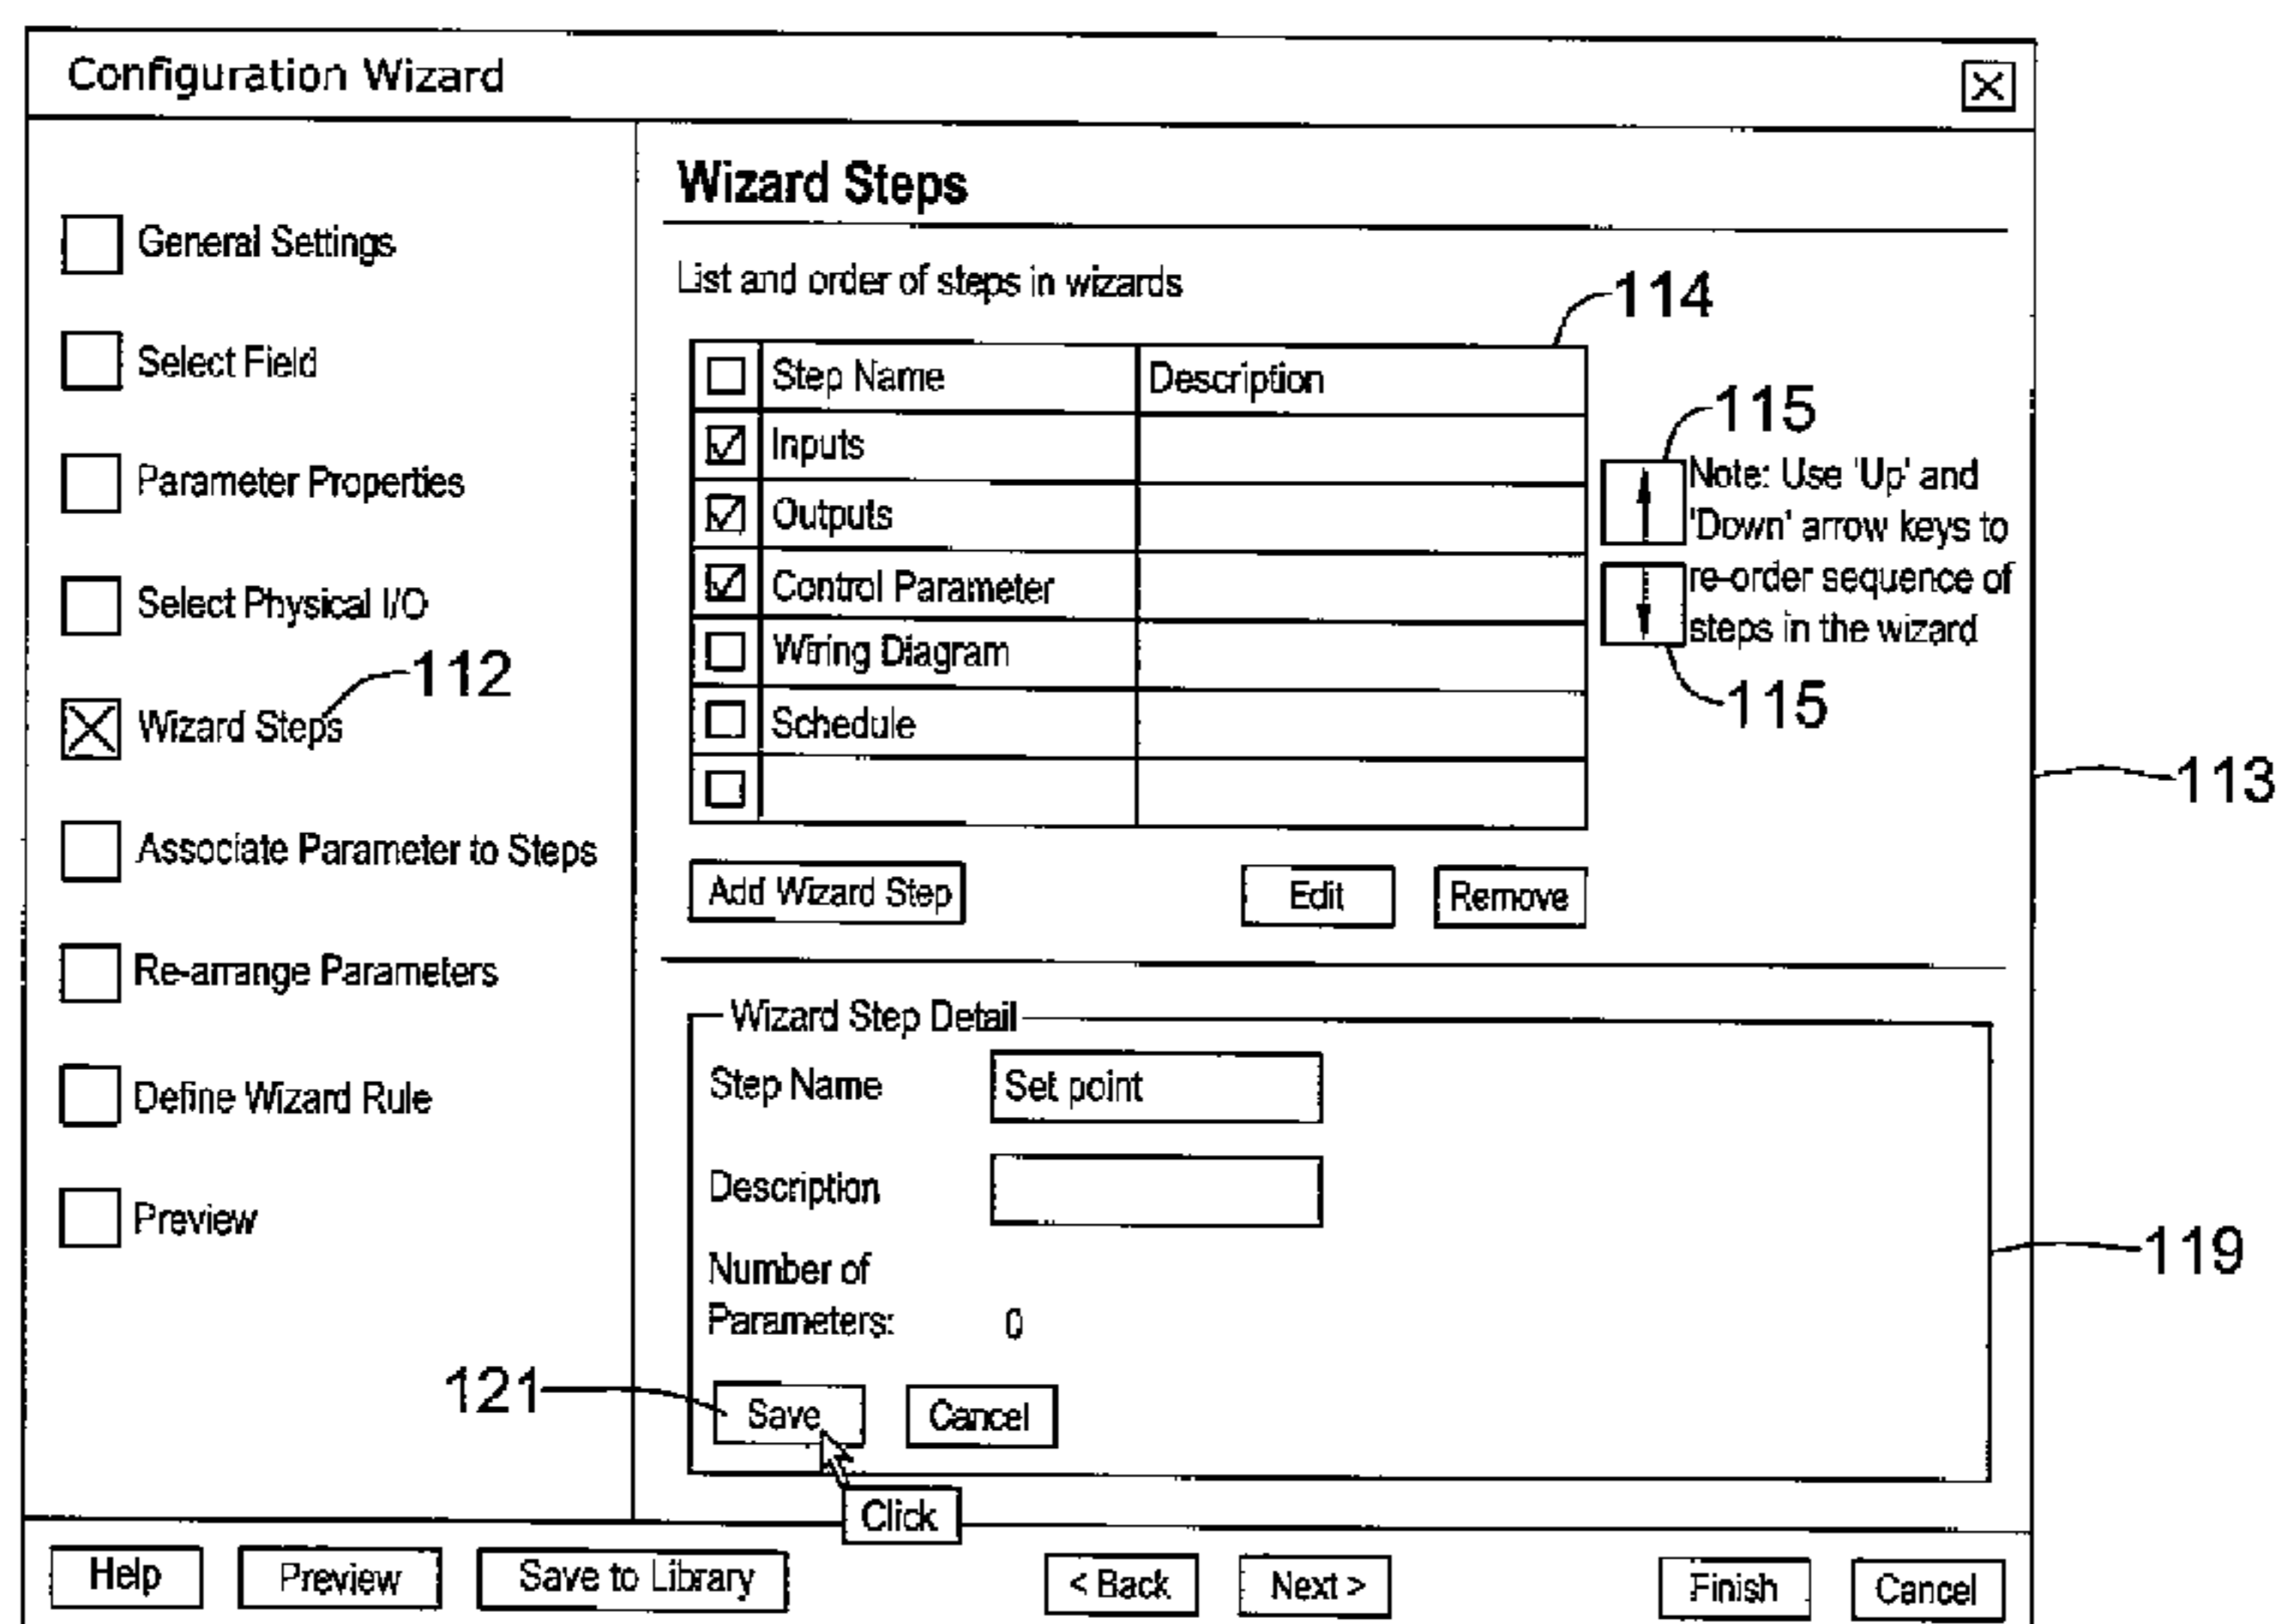 Configuration Wizard
General Settings
Select Field
Parameter Properties
Select Physical I/O
Wizard Steps
112
Associate Parameter to Steps
Re-arrange Parameters
Define Wizard Rule
Preview
Wizard Steps
List and order of steps in wizards
114
Step Name Description
Inputs
Outputs
Control Parameter
Wiring Diagram
Schedule
115
Note: Use 'Up' and
'Down' arrow keys to
re-order sequence of
steps in the wizard
115
113
Add Wizard Step Edit Remove
Wizard Step Detail
Step Name Set point
Description
Number of
Parameters: 0
119
121
Save Cancel
Click
Help Preview Save to Library < Back Next > Finish Cancel